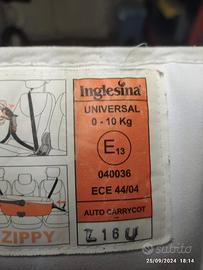 Inglesina
UNIVERSAL
0 - 10 Kg
E 13
040036
ECE 44/04
AUTO CARRYCOT
ZIPPY
Z16U
subito
25/09/2024 18:14